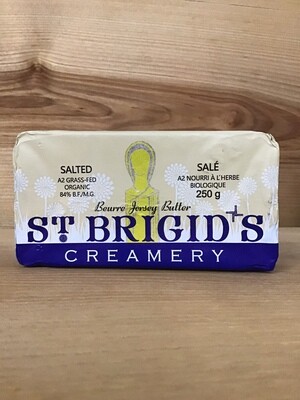 SALTED
A2 GRASS-FED
ORGANIC
84% B.F./M.G.
SALÉ
A2 NOURRI À L'HERBE
BIOLOGIQUE
250 g
Beurre Jersey Butter
ST. BRIGID'S
CREAMERY